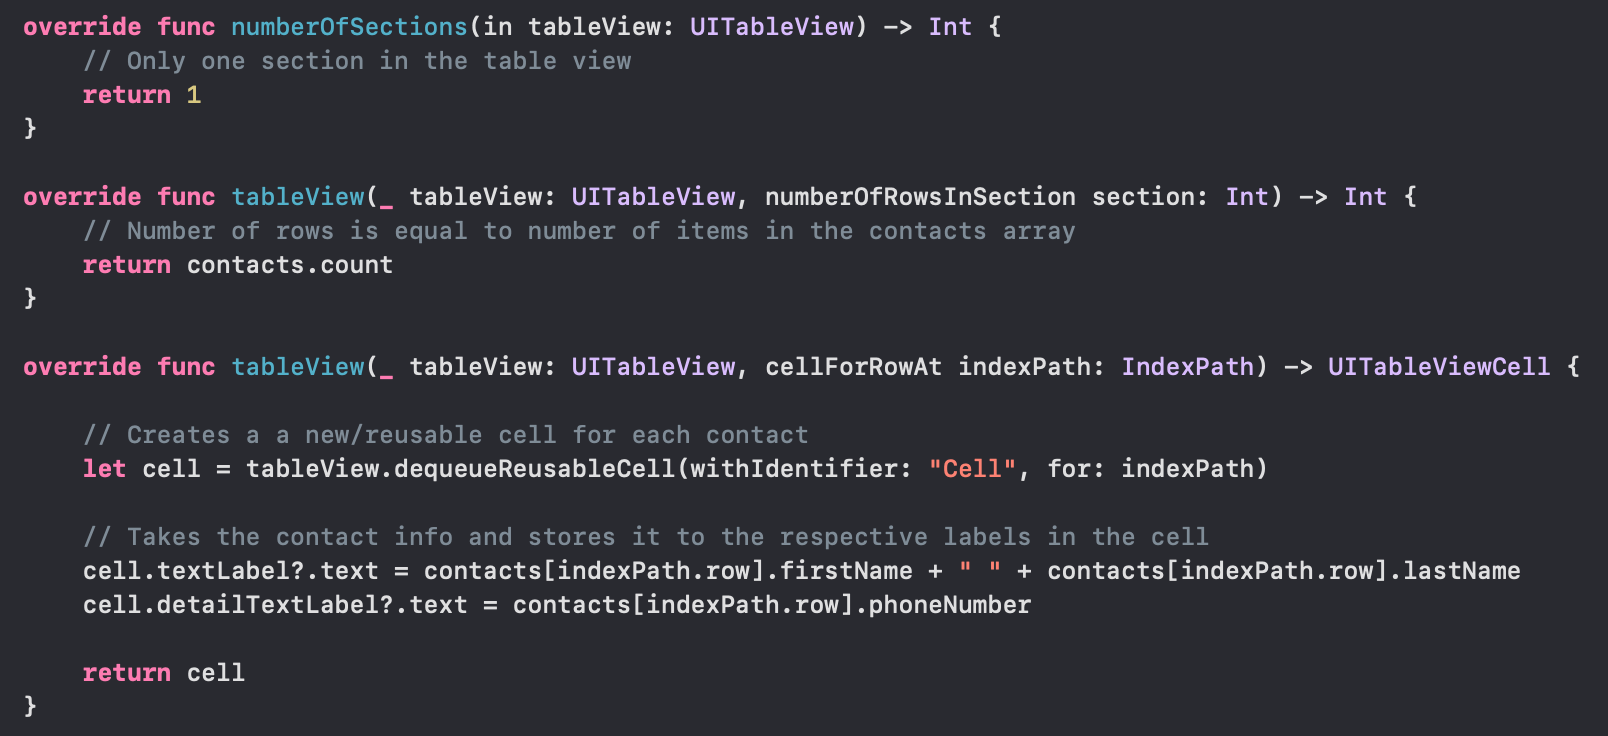 override func numberOfSections(in tableView: UITableView) -> Int {
    // Only one section in the table view
    return 1
}

override func tableView(_ tableView: UITableView, numberOfRowsInSection section: Int) -> Int {
    // Number of rows is equal to number of items in the contacts array
    return contacts.count
}

override func tableView(_ tableView: UITableView, cellForRowAt indexPath: IndexPath) -> UITableViewCell {

    // Creates a a new/reusable cell for each contact
    let cell = tableView.dequeueReusableCell(withIdentifier: "Cell", for: indexPath)

    // Takes the contact info and stores it to the respective labels in the cell
    cell.textLabel?.text = contacts[indexPath.row].firstName + " " + contacts[indexPath.row].lastName
    cell.detailTextLabel?.text = contacts[indexPath.row].phoneNumber

    return cell
}